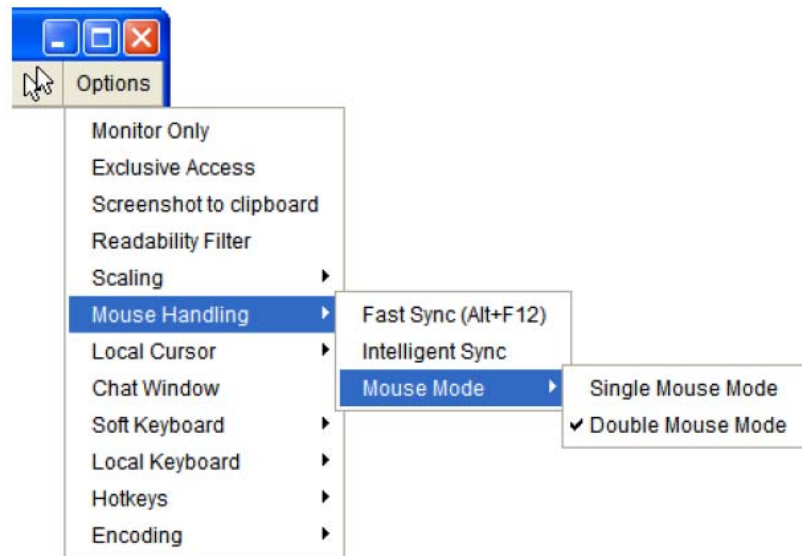 Options
Monitor Only
Exclusive Access
Screenshot to clipboard
Readability Filter
Scaling
Mouse Handling
Fast Sync (Alt+F12)
Local Cursor
Intelligent Sync
Chat Window
Mouse Mode
Single Mouse Mode
Soft Keyboard
Double Mouse Mode
Local Keyboard
Hotkeys
Encoding